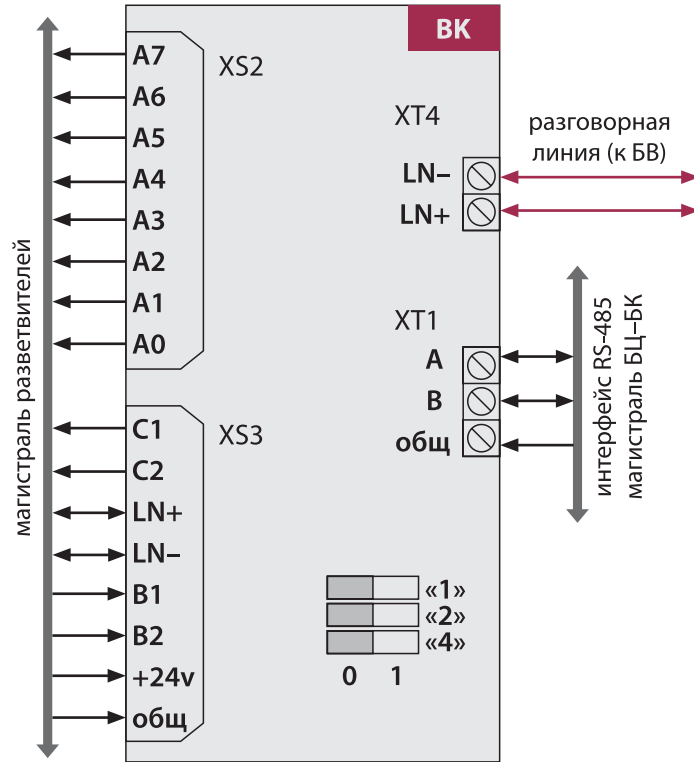 BK
A7
A6
A5
A4
A3
A2
A1
A0
XS2
C1
C2
LN+
LN–
B1
B2
+24v
общ
XS3
магистраль разветвителей
XT4
LN–
LN+
разговорная
линия (к БВ)
XT1
A
B
общ
интерфейс RS-485
магистраль БЦ–БК
«1»
«2»
«4»
0 1